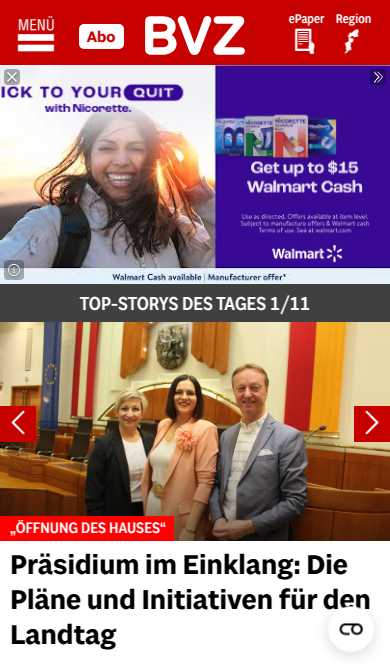 MENÜ
Abo
BVZ
ePaper
Region
ICK TO YOUR QUIT
with Nicorette.
NICORETTE
Get up to $15
Walmart Cash
Use as directed. Offers available at item level.
Subject to manufacturer offers & Walmart cash
Terms of use. See at walmart.com
Walmart
Walmart Cash available | Manufacturer offer*
TOP-STORYS DES TAGES 1/11
„ÖFFNUNG DES HAUSES“
Präsidium im Einklang: Die
Pläne und Initiativen für den
Landtag